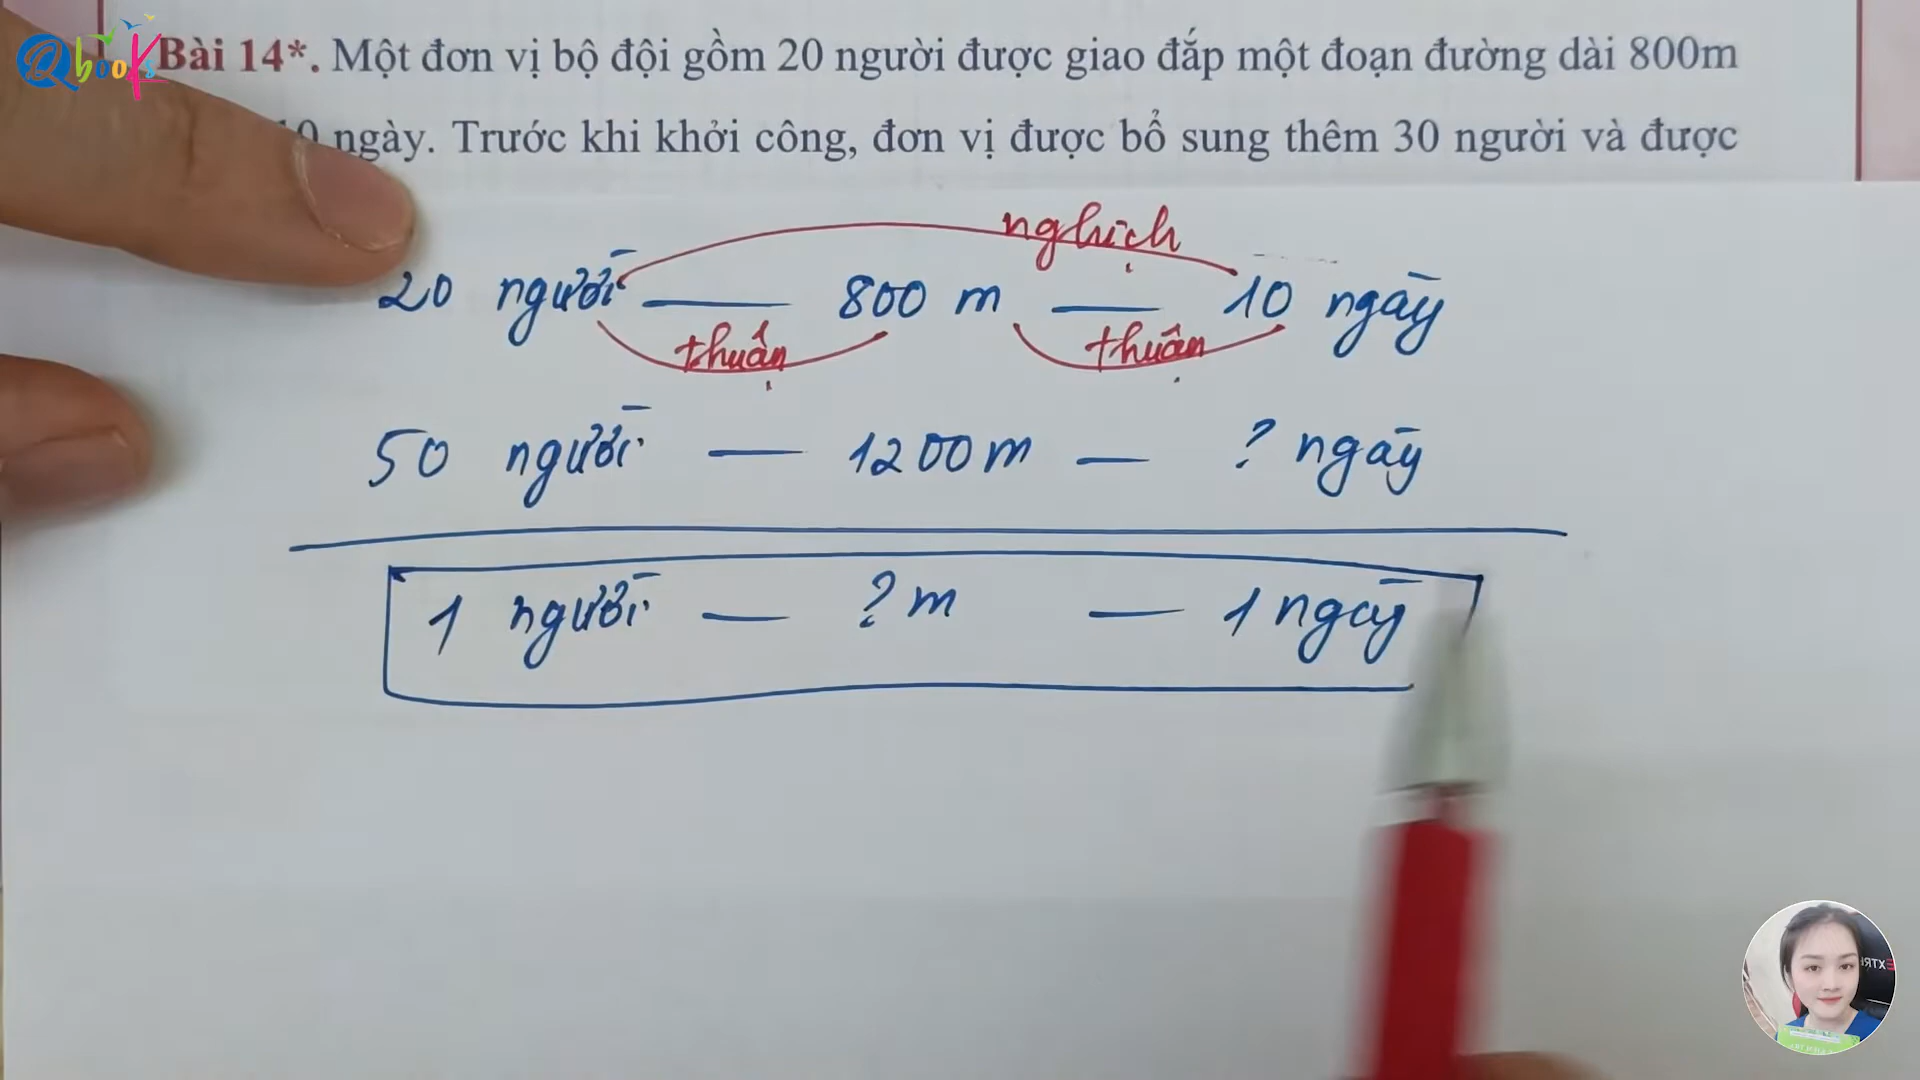 Qbooks
Bài 14*. Một đơn vị bộ đội gồm 20 người được giao đắp một đoạn đường dài 800m
10 ngày. Trước khi khởi công, đơn vị được bổ sung thêm 30 người và được
nghịch
20 người — 800 m — 10 ngày
thuận thuận
50 người — 1200m — ? ngày
1 người — ? m — 1 ngày